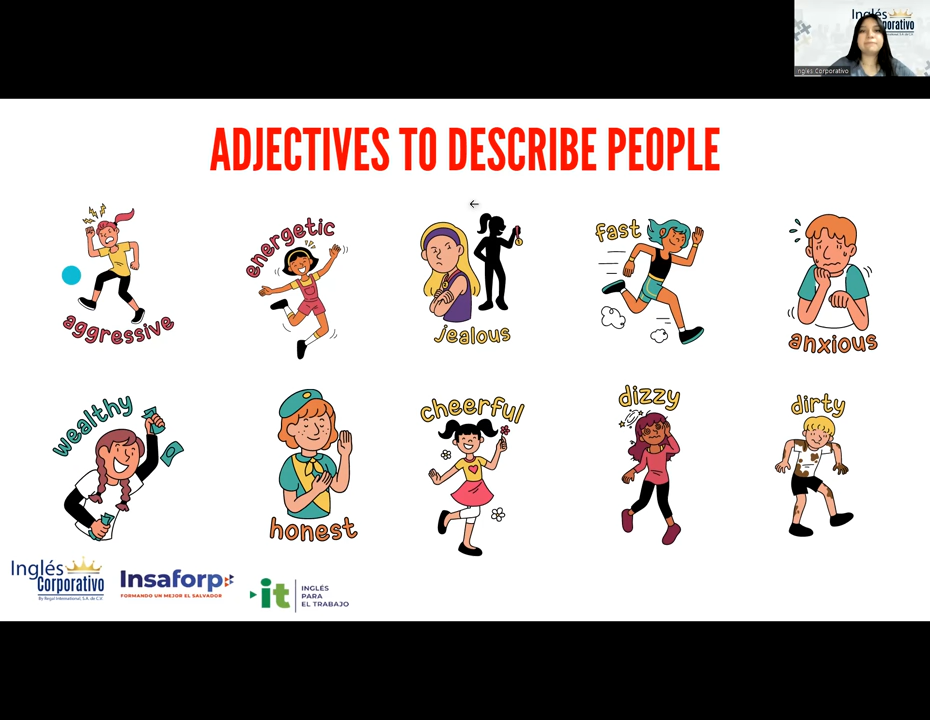 Inglés
Corporativo
Inglés Corporativo
ADJECTIVES TO DESCRIBE PEOPLE
aggressive
energetic
jealous
fast
anxious
wealthy
honest
cheerful
dizzy
dirty
Inglés
Corporativo
By Regal International, S.A. de C.V.
Insaforp
FORMANDO UN MEJOR EL SALVADOR
it
INGLÉS
PARA
EL TRABAJO